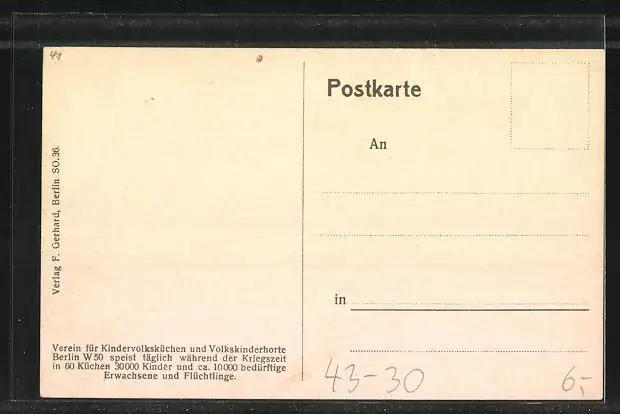 41
Postkarte
An
in
Verlag F. Gerhard, Berlin SO.36.
Verein für Kindervolksküchen und Volkskinderhorte
Berlin W 50 speist täglich während der Kriegszeit
in 60 Küchen 30000 Kinder und ca. 10000 bedürftige
Erwachsene und Flüchtlinge.
43-30
6,-